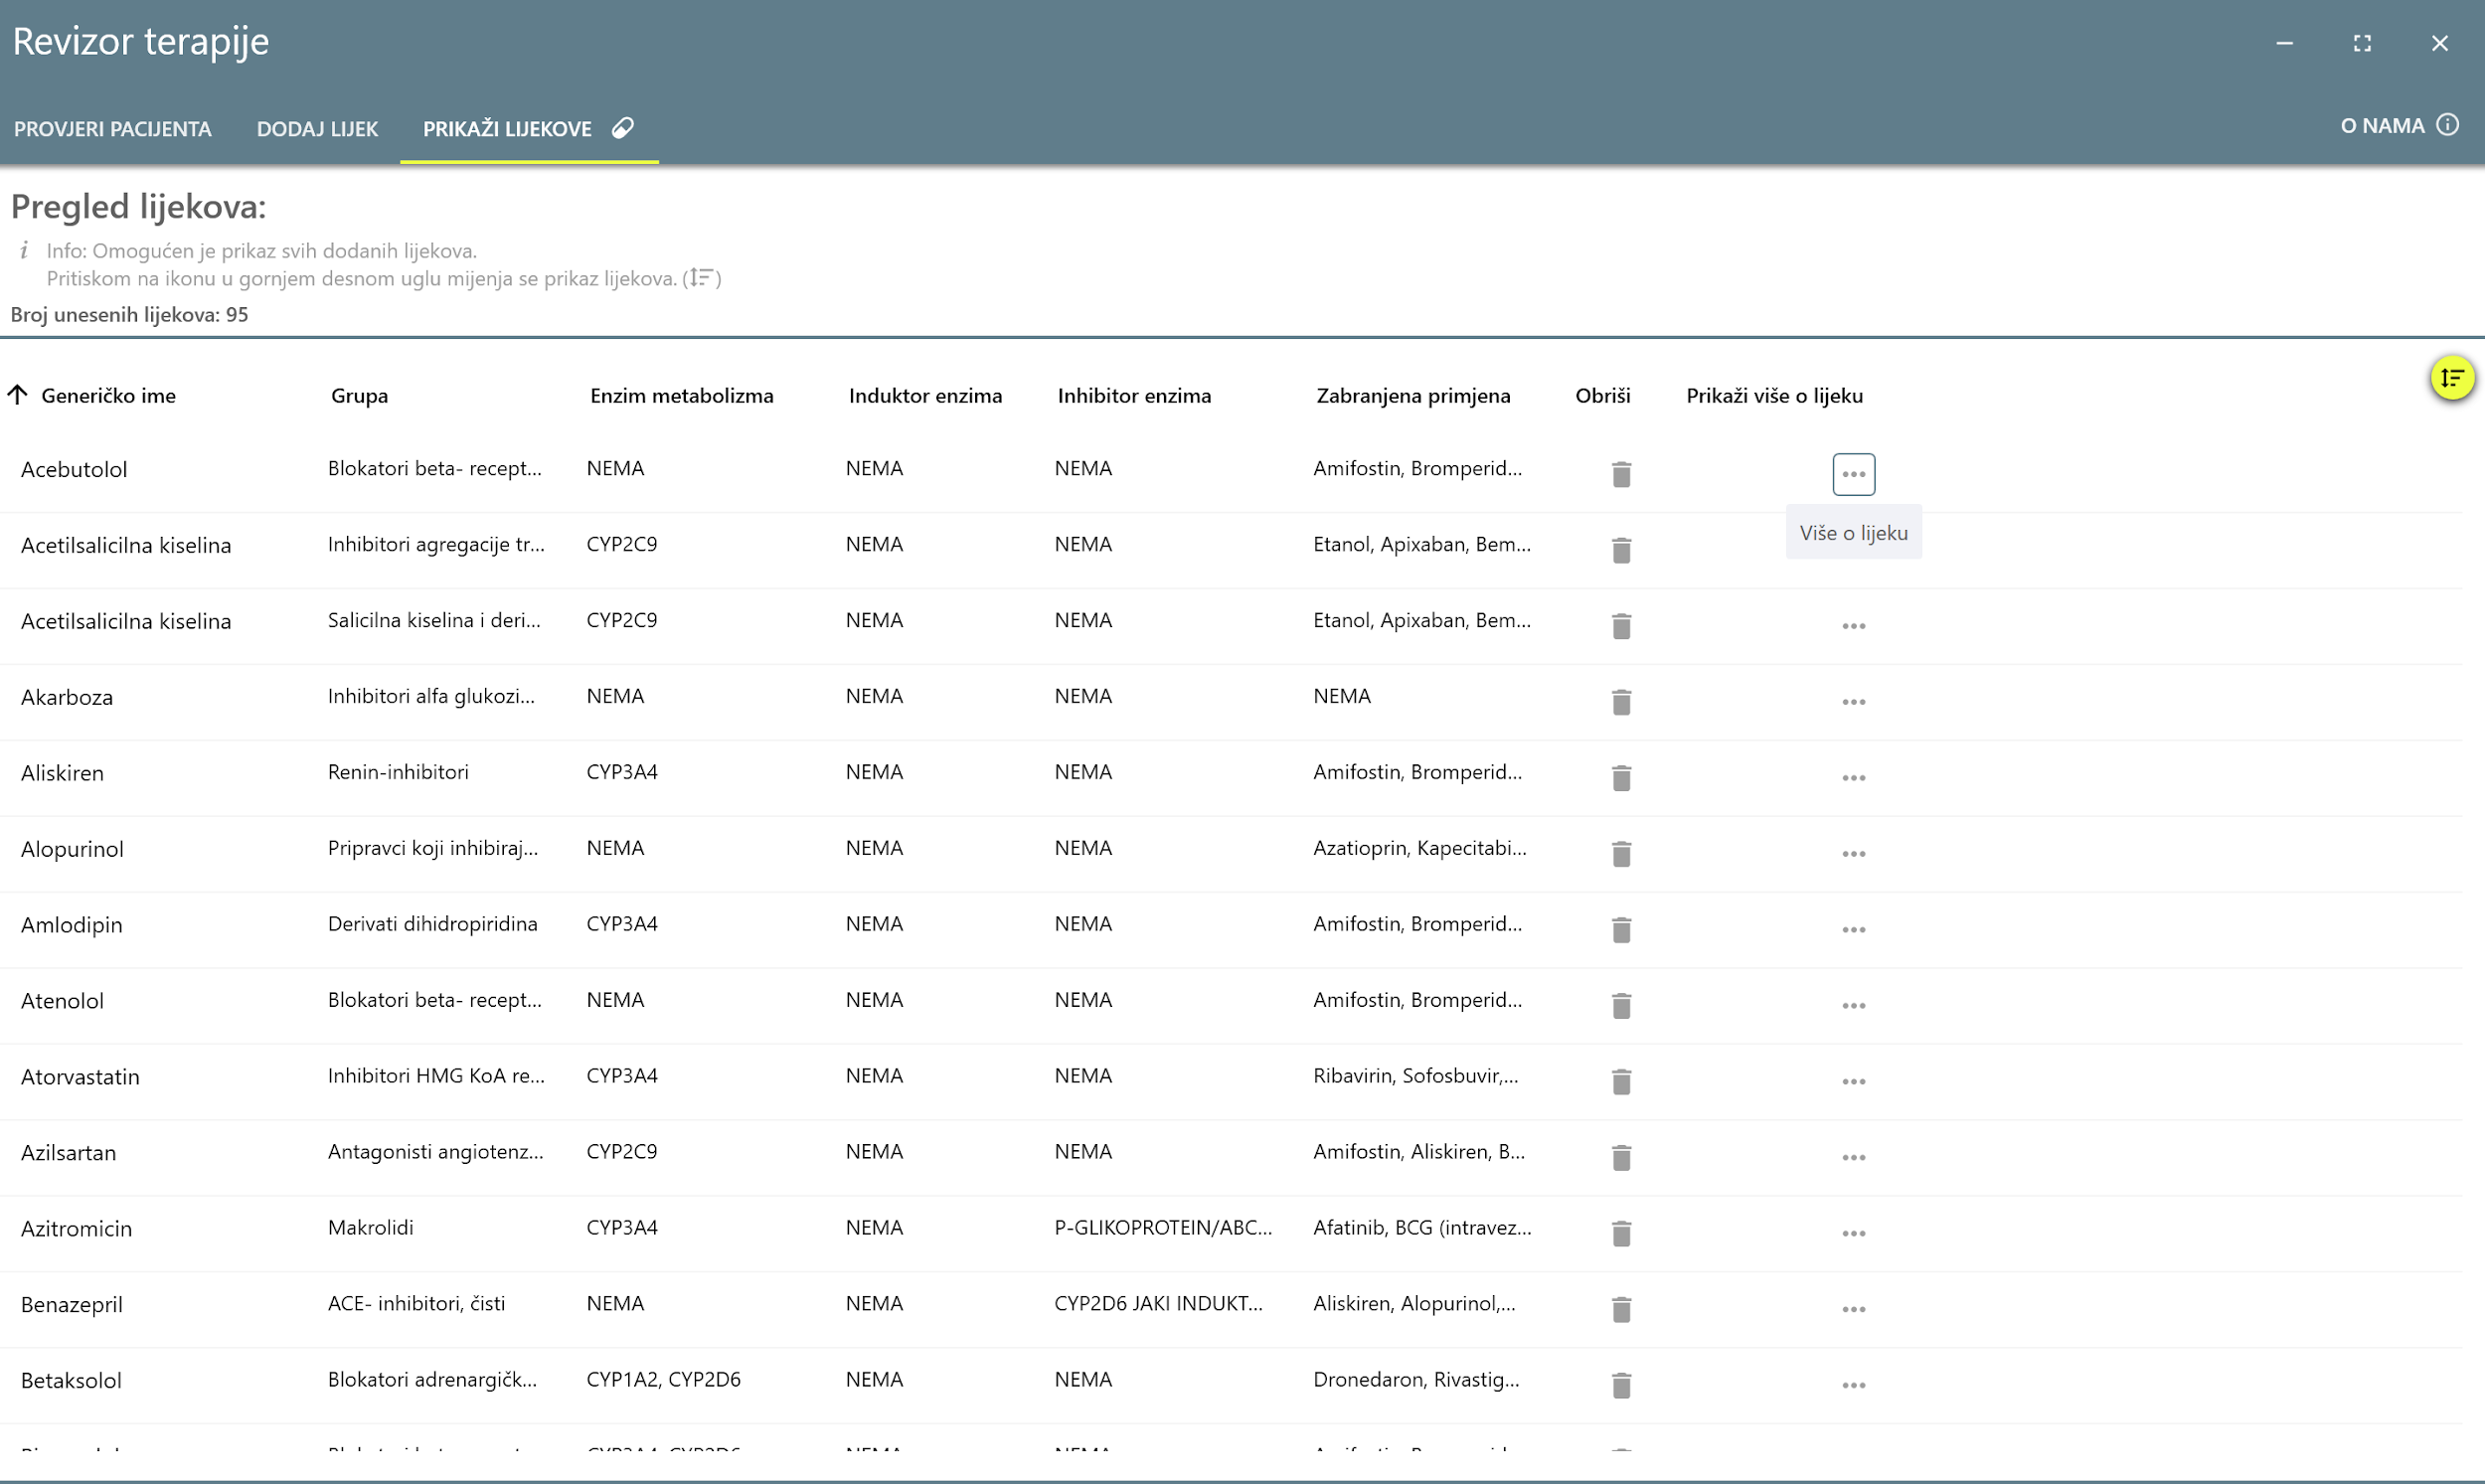 Revizor terapije
PROVJERI PACIJENTA DODAJ LIJEK PRIKAŽI LIJEKOVE O NAMA
Pregled lijekova:
i Info: Omogućen je prikaz svih dodanih lijekova.
Pritiskom na ikonu u gornjem desnom uglu mijenja se prikaz lijekova. ( )
Broj unesenih lijekova: 95
Generičko ime Grupa Enzim metabolizma Induktor enzima Inhibitor enzima Zabranjena primjena Obriši Prikaži više o lijeku
Acebutolol Blokatori beta- recept... NEMA NEMA NEMA Amifostin, Bromperid...
Više o lijeku
Acetilsalicilna kiselina Inhibitori agregacije tr... CYP2C9 NEMA NEMA Etanol, Apixaban, Bem...
Acetilsalicilna kiselina Salicilna kiselina i deri... CYP2C9 NEMA NEMA Etanol, Apixaban, Bem...
Akarboza Inhibitori alfa glukozi... NEMA NEMA NEMA NEMA
Aliskiren Renin-inhibitori CYP3A4 NEMA NEMA Amifostin, Bromperid...
Alopurinol Pripravci koji inhibiraj... NEMA NEMA NEMA Azatioprin, Kapecitabi...
Amlodipin Derivati dihidropiridina CYP3A4 NEMA NEMA Amifostin, Bromperid...
Atenolol Blokatori beta- recept... NEMA NEMA NEMA Amifostin, Bromperid...
Atorvastatin Inhibitori HMG KoA re... CYP3A4 NEMA NEMA Ribavirin, Sofosbuvir,...
Azilsartan Antagonisti angiotenz... CYP2C9 NEMA NEMA Amifostin, Aliskiren, B...
Azitromicin Makrolidi CYP3A4 NEMA P-GLIKOPROTEIN/ABC... Afatinib, BCG (intravez...
Benazepril ACE- inhibitori, čisti NEMA NEMA CYP2D6 JAKI INDUKT... Aliskiren, Alopurinol,...
Betaksolol Blokatori adrenargičk... CYP1A2, CYP2D6 NEMA NEMA Dronedaron, Rivastig...